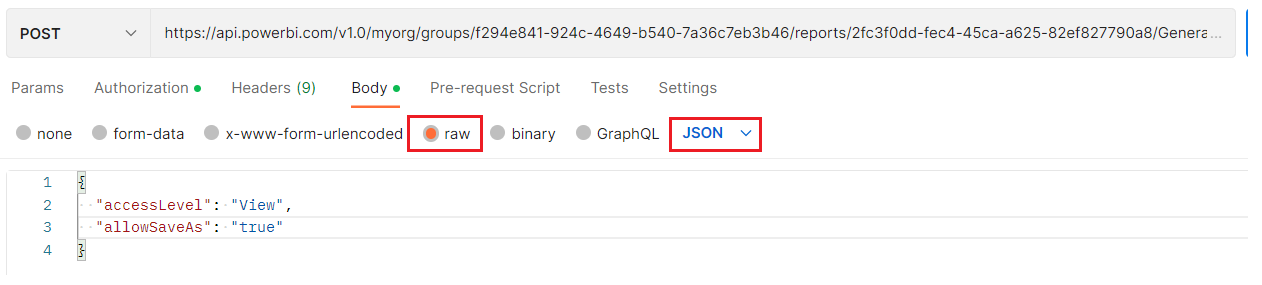 POST https://api.powerbi.com/v1.0/myorg/groups/f294e841-924c-4649-b540-7a36c7eb3b46/reports/2fc3f0dd-fec4-45ca-a625-82ef827790a8/Genera...
Params Authorization Headers (9) Body Pre-request Script Tests Settings
none form-data x-www-form-urlencoded raw binary GraphQL JSON
1 {
2 "accessLevel": "View",
3 "allowSaveAs": "true"
4 }